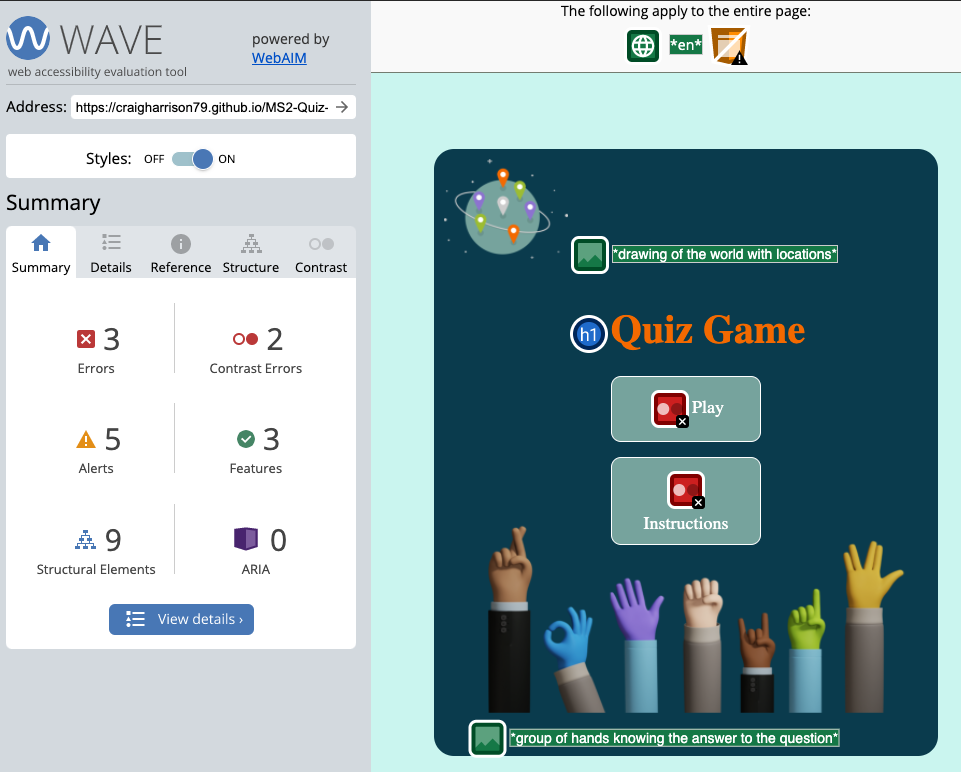 WAVE
powered by
WebAIM
web accessibility evaluation tool
Address: https://craigharrison79.github.io/MS2-Quiz-
Styles: OFF ON
Summary
Summary Details Reference Structure Contrast
3 2
Errors Contrast Errors
5 3
Alerts Features
9 0
Structural Elements ARIA
View details ›
The following apply to the entire page:
*en*
*drawing of the world with locations*
h1 Quiz Game
Play
Instructions
*group of hands knowing the answer to the question*